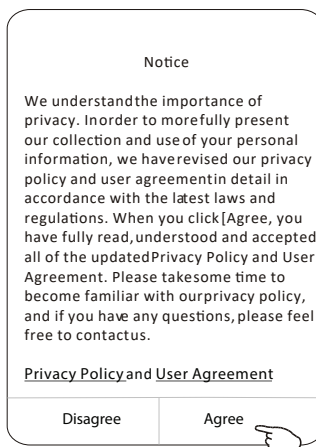 Notice
We understandthe importance of
privacy. Inorder to morefully present
our collection and use of your personal
information, we haverevised our privacy
policy and user agreementin detail in
accordance with the latest laws and
regulations. When you click [Agree, you
have fully read, understood and accepted
all of the updatedPrivacy Policy and User
Agreement. Please takesome time to
become familiar with ourprivacy policy,
and if you have any questions, please feel
free to contactus.
Privacy Policy and User Agreement
Disagree Agree